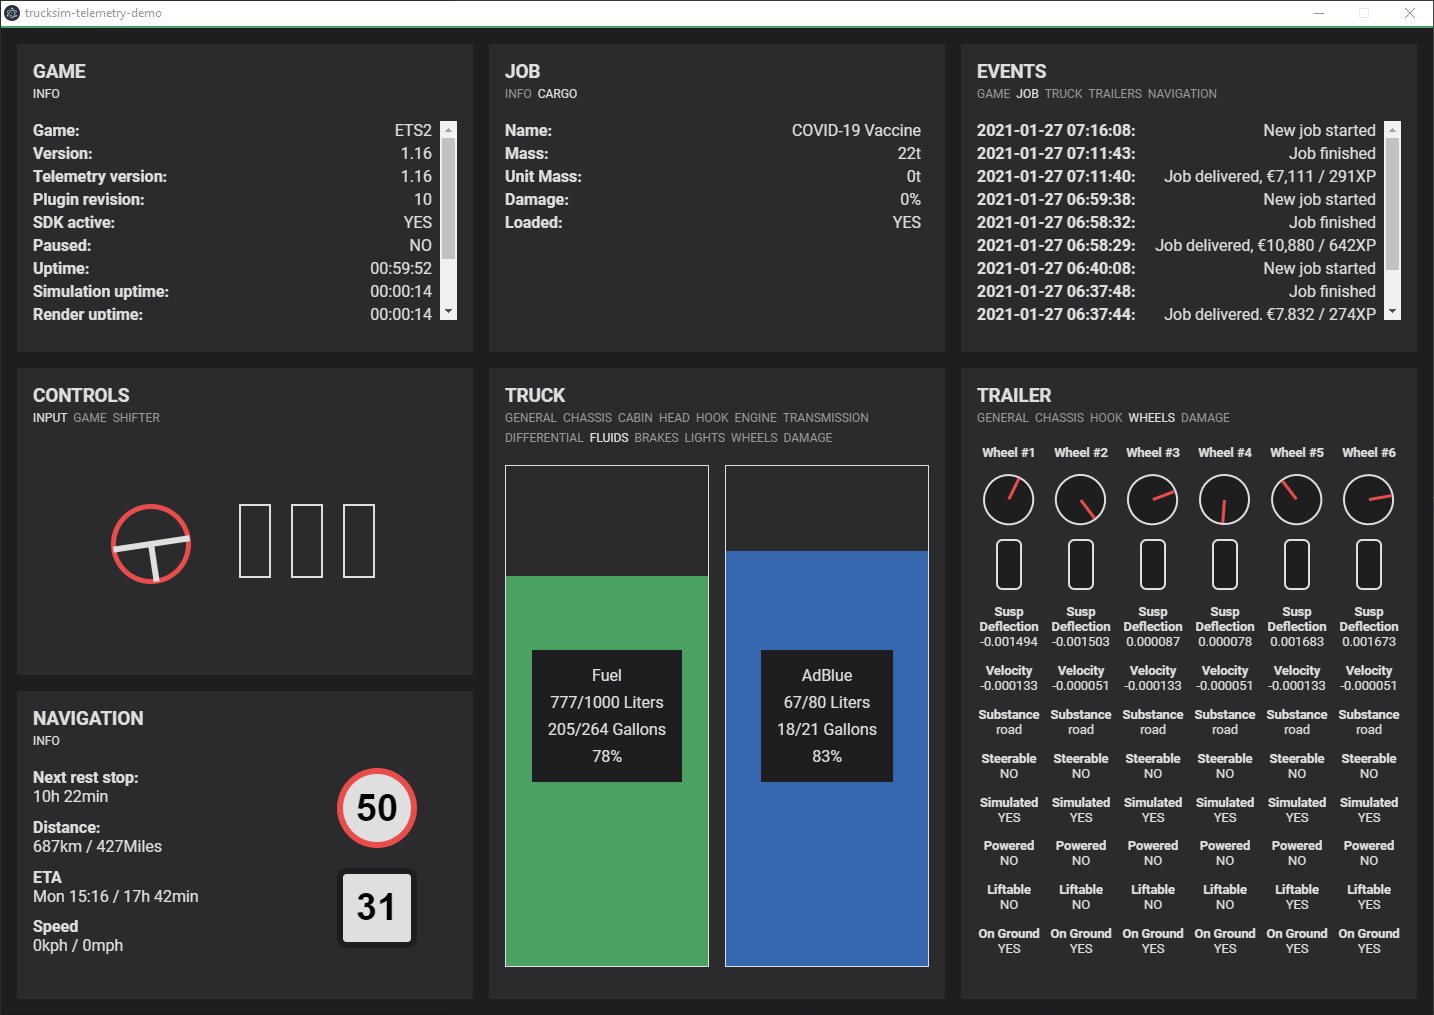 trucksim-telemetry-demo
GAME
INFO
Game: ETS2
Version: 1.16
Telemetry version: 1.16
Plugin revision: 10
SDK active: YES
Paused: NO
Uptime: 00:59:52
Simulation uptime: 00:00:14
Render uptime: 00:00:14
JOB
INFO CARGO
Name: COVID-19 Vaccine
Mass: 22t
Unit Mass: 0t
Damage: 0%
Loaded: YES
EVENTS
GAME JOB TRUCK TRAILERS NAVIGATION
2021-01-27 07:16:08: New job started
2021-01-27 07:11:43: Job finished
2021-01-27 07:11:40: Job delivered, €7,111 / 291XP
2021-01-27 06:59:38: New job started
2021-01-27 06:58:32: Job finished
2021-01-27 06:58:29: Job delivered, €10,880 / 642XP
2021-01-27 06:40:08: New job started
2021-01-27 06:37:48: Job finished
2021-01-27 06:37:44: Job delivered, €7,832 / 274XP
CONTROLS
INPUT GAME SHIFTER
NAVIGATION
INFO
Next rest stop:
10h 22min
Distance:
687km / 427Miles
ETA
Mon 15:16 / 17h 42min
Speed
0kph / 0mph
50
31
TRUCK
GENERAL CHASSIS CABIN HEAD HOOK ENGINE TRANSMISSION
DIFFERENTIAL FLUIDS BRAKES LIGHTS WHEELS DAMAGE
Fuel
777/1000 Liters
205/264 Gallons
78%
AdBlue
67/80 Liters
18/21 Gallons
83%
TRAILER
GENERAL CHASSIS HOOK WHEELS DAMAGE
Wheel #1 Wheel #2 Wheel #3 Wheel #4 Wheel #5 Wheel #6
Susp Susp Susp Susp Susp Susp
Deflection Deflection Deflection Deflection Deflection Deflection
-0.001494 -0.001503 0.000087 0.000078 0.001683 0.001673
Velocity Velocity Velocity Velocity Velocity Velocity
-0.000133 -0.000051 -0.000133 -0.000051 -0.000133 -0.000051
Substance Substance Substance Substance Substance Substance
road road road road road road
Steerable Steerable Steerable Steerable Steerable Steerable
NO NO NO NO NO NO
Simulated Simulated Simulated Simulated Simulated Simulated
YES YES YES YES YES YES
Powered Powered Powered Powered Powered Powered
NO NO NO NO NO NO
Liftable Liftable Liftable Liftable Liftable Liftable
NO NO NO NO YES YES
On Ground On Ground On Ground On Ground On Ground On Ground
YES YES YES YES YES YES